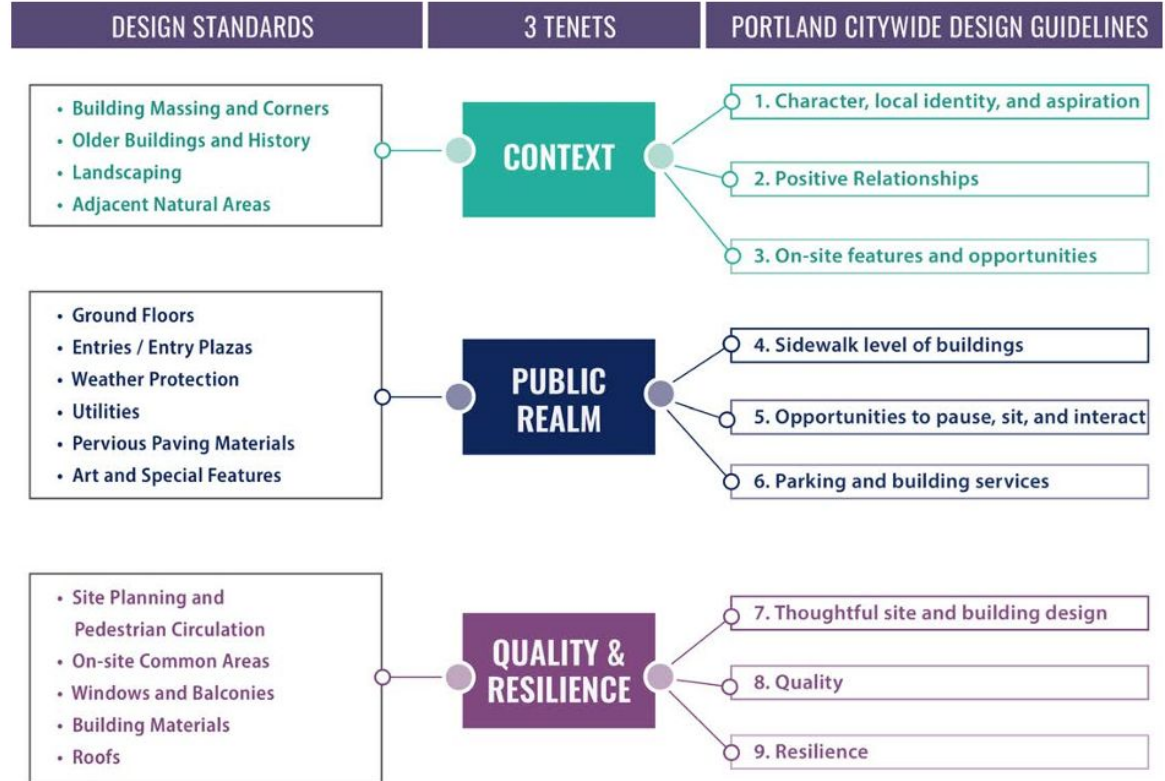 DESIGN STANDARDS
3 TENETS
PORTLAND CITYWIDE DESIGN GUIDELINES
• Building Massing and Corners
• Older Buildings and History
• Landscaping
• Adjacent Natural Areas
CONTEXT
1. Character, local identity, and aspiration
2. Positive Relationships
3. On-site features and opportunities
• Ground Floors
• Entries / Entry Plazas
• Weather Protection
• Utilities
• Pervious Paving Materials
• Art and Special Features
PUBLIC
REALM
4. Sidewalk level of buildings
5. Opportunities to pause, sit, and interact
6. Parking and building services
• Site Planning and
Pedestrian Circulation
• On-site Common Areas
• Windows and Balconies
• Building Materials
• Roofs
QUALITY &
RESILIENCE
7. Thoughtful site and building design
8. Quality
9. Resilience